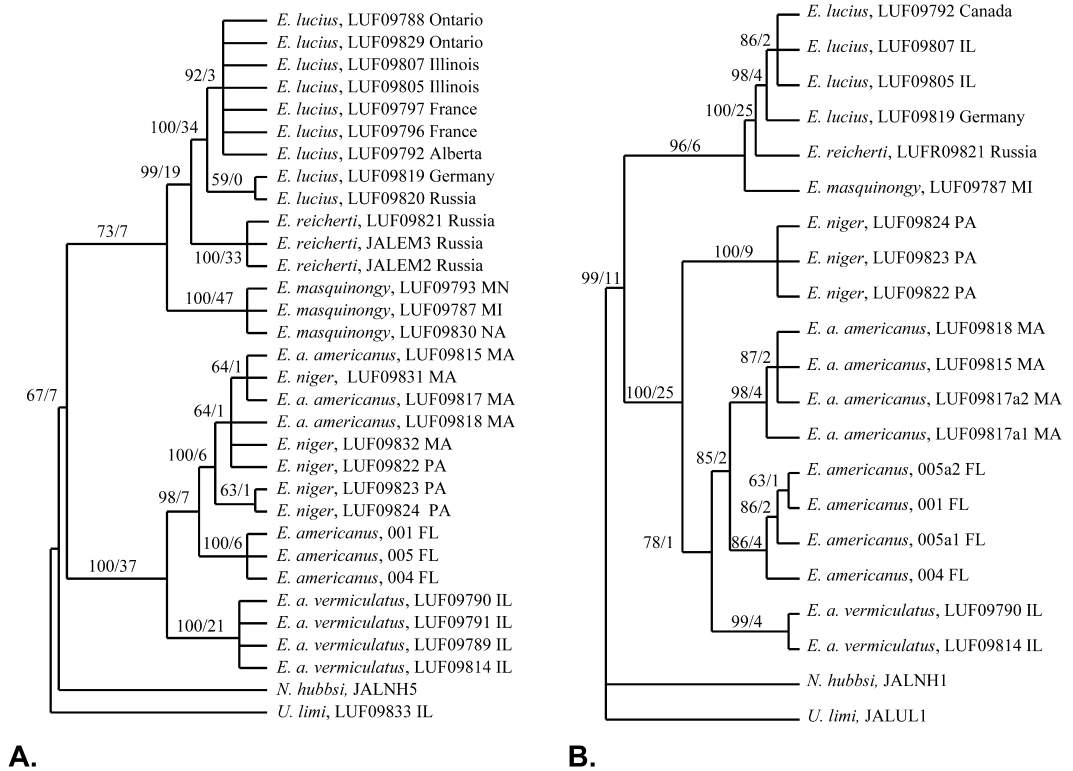 E. lucius, LUF09788 Ontario
E. lucius, LUF09829 Ontario
E. lucius, LUF09807 Illinois
92/3
E. lucius, LUF09805 Illinois
E. lucius, LUF09797 France
100/34
E. lucius, LUF09796 France
E. lucius, LUF09792 Alberta
99/19
59/0
E. lucius, LUF09819 Germany
E. lucius, LUF09820 Russia
E. reicherti, LUF09821 Russia
73/7
E. reicherti, JALEM3 Russia
100/33
E. reicherti, JALEM2 Russia
E. masquinongy, LUF09793 MN
100/47
E. masquinongy, LUF09787 MI
E. masquinongy, LUF09830 NA
E. a. americanus, LUF09815 MA
64/1
E. niger, LUF09831 MA
67/7
E. a. americanus, LUF09817 MA
64/1
E. a. americanus, LUF09818 MA
E. niger, LUF09832 MA
100/6
E. niger, LUF09822 PA
98/7
63/1
E. niger, LUF09823 PA
E. niger, LUF09824 PA
E. americanus, 001 FL
100/6
E. americanus, 005 FL
100/37
E. americanus, 004 FL
E. a. vermiculatus, LUF09790 IL
100/21
E. a. vermiculatus, LUF09791 IL
E. a. vermiculatus, LUF09789 IL
E. a. vermiculatus, LUF09814 IL
N. hubbsi, JALNH5
U. limi, LUF09833 IL
A.
E. lucius, LUF09792 Canada
86/2
E. lucius, LUF09807 IL
98/4
E. lucius, LUF09805 IL
100/25
E. lucius, LUF09819 Germany
96/6
E. reicherti, LUFR09821 Russia
E. masquinongy, LUF09787 MI
E. niger, LUF09824 PA
100/9
E. niger, LUF09823 PA
99/11
E. niger, LUF09822 PA
E. a. americanus, LUF09818 MA
87/2
E. a. americanus, LUF09815 MA
100/25
98/4
E. a. americanus, LUF09817a2 MA
E. a. americanus, LUF09817a1 MA
85/2
E. americanus, 005a2 FL
63/1
E. americanus, 001 FL
86/2
78/1
86/4
E. americanus, 005a1 FL
E. americanus, 004 FL
E. a. vermiculatus, LUF09790 IL
99/4
E. a. vermiculatus, LUF09814 IL
N. hubbsi, JALNH1
U. limi, JALUL1
B.